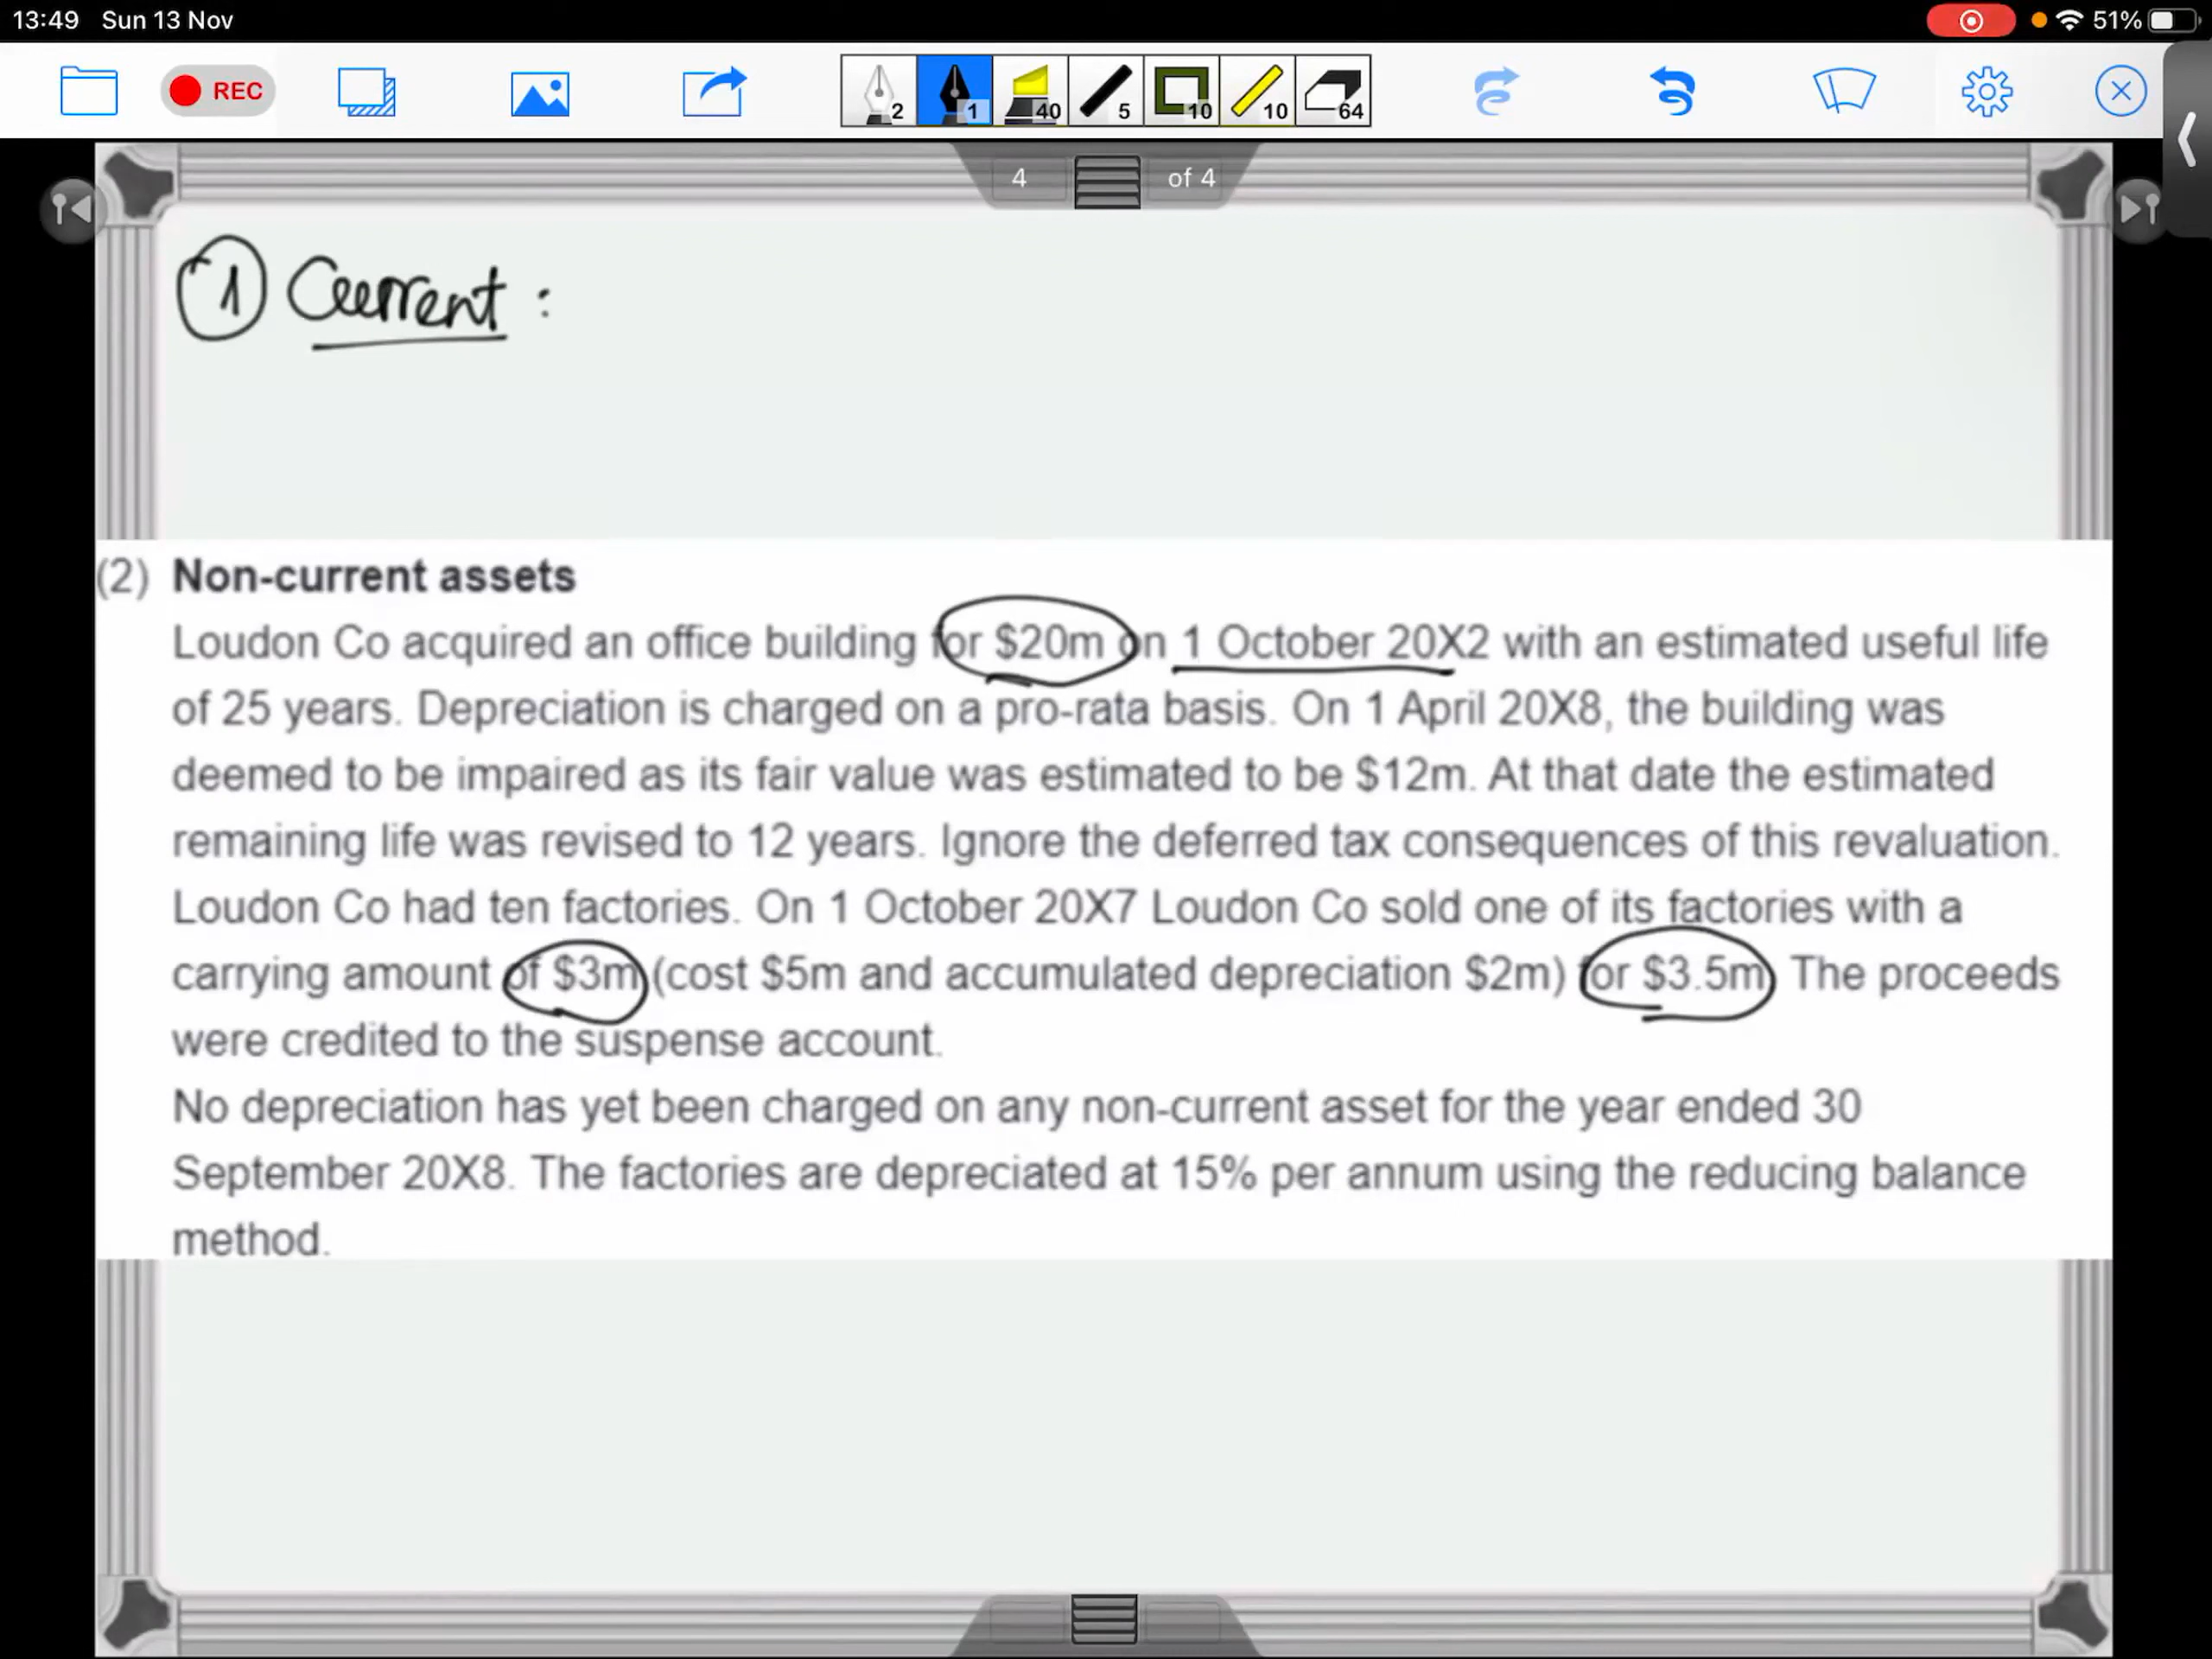 13:49 Sun 13 Nov 51%
REC 2 1 40 5 10 10 64
4 of 4
1 Current :
(2) Non-current assets
Loudon Co acquired an office building for $20m on 1 October 20X2 with an estimated useful life
of 25 years. Depreciation is charged on a pro-rata basis. On 1 April 20X8, the building was
deemed to be impaired as its fair value was estimated to be $12m. At that date the estimated
remaining life was revised to 12 years. Ignore the deferred tax consequences of this revaluation.
Loudon Co had ten factories. On 1 October 20X7 Loudon Co sold one of its factories with a
carrying amount of $3m (cost $5m and accumulated depreciation $2m) for $3.5m. The proceeds
were credited to the suspense account.
No depreciation has yet been charged on any non-current asset for the year ended 30
September 20X8. The factories are depreciated at 15% per annum using the reducing balance
method.